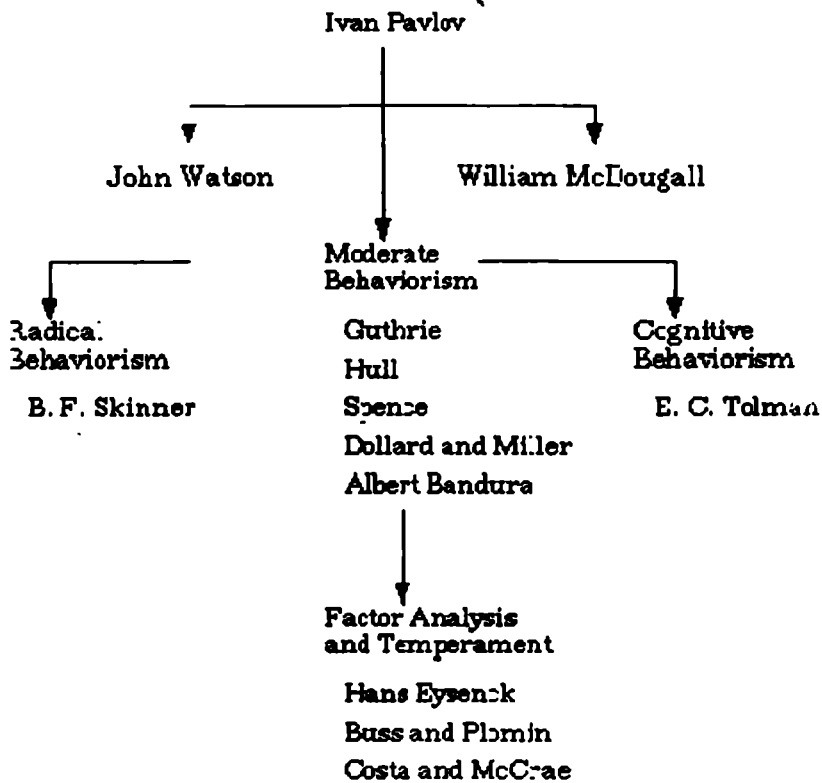 Ivan Pavlov
John Watson
William McDougall
Moderate
Behaviorism
Radical
Behaviorism
B. F. Skinner
Guthrie
Hull
Spence
Dollard and Miller
Albert Bandura
Cognitive
Behaviorism
E. C. Tolman
Factor Analysis
and Temperament
Hans Eysenck
Buss and Plomin
Costa and McCrae